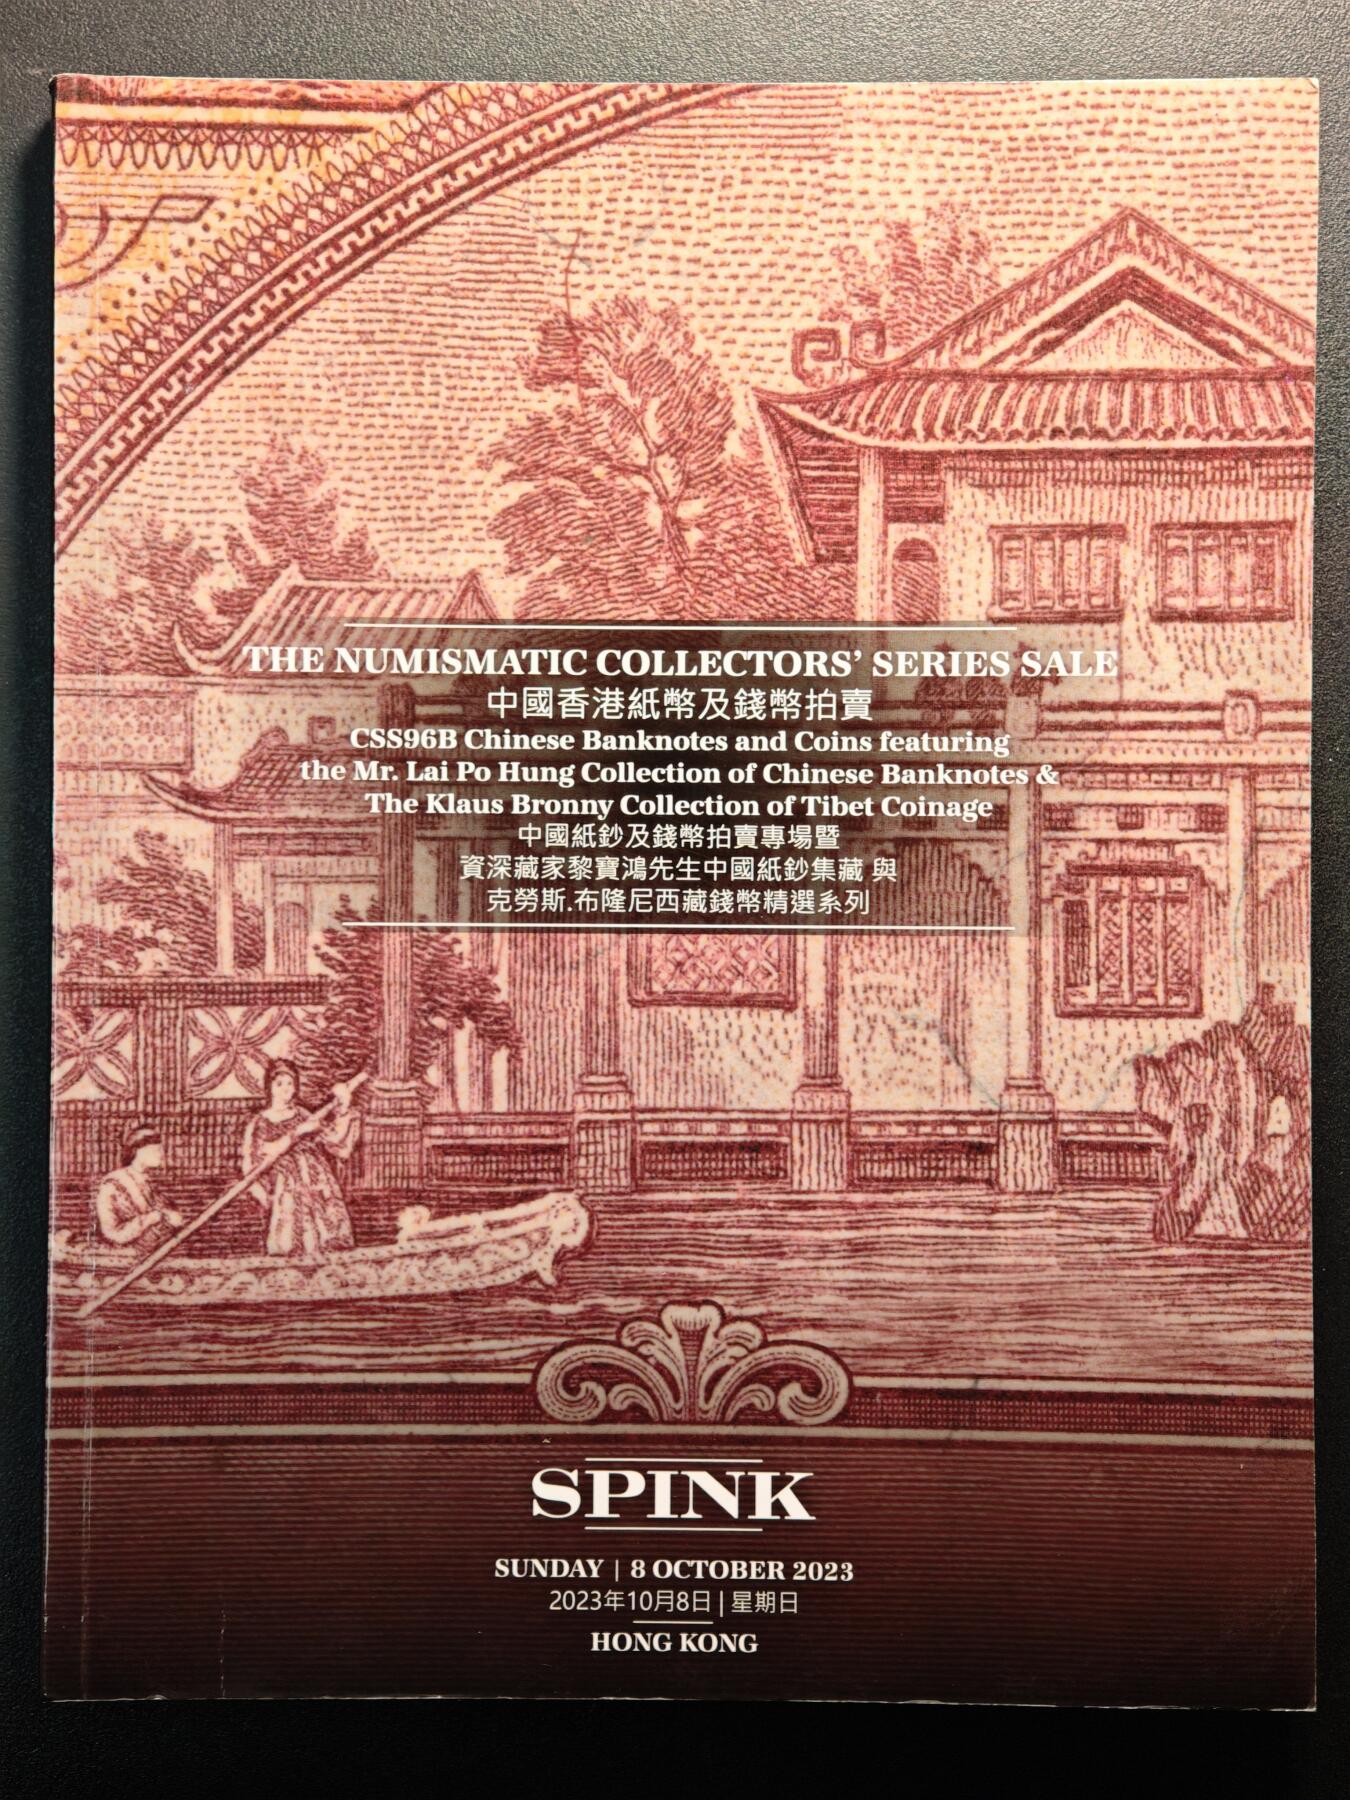 THE NUMISMATIC COLLECTORS' SERIES SALE
中國香港紙幣及錢幣拍賣
CSS96B Chinese Banknotes and Coins featuring
the Mr. Lai Po Hung Collection of Chinese Banknotes &
The Klaus Bronny Collection of Tibet Coinage
中國紙鈔及錢幣拍賣專場暨
資深藏家黎寶鴻先生中國紙鈔集藏 與
克勞斯.布隆尼西藏錢幣精選系列
SPINK
SUNDAY | 8 OCTOBER 2023
2023年10月8日 | 星期日
HONG KONG